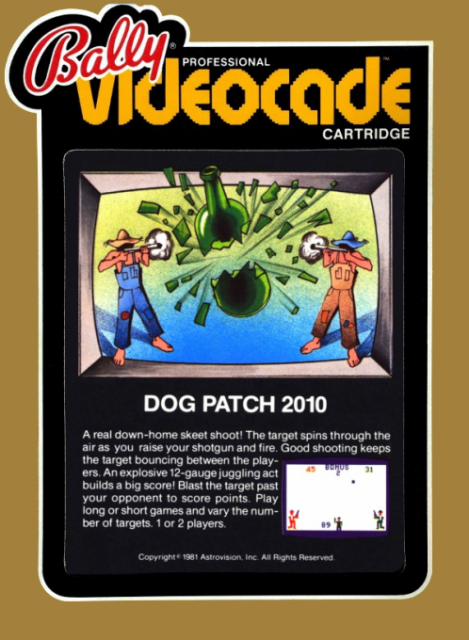 Bally®
PROFESSIONAL
Videocade™
CARTRIDGE
DOG PATCH 2010
A real down-home skeet shoot! The target spins through the
air as you raise your shotgun and fire. Good shooting keeps
the target bouncing between the play-
ers. An explosive 12-gauge juggling act
builds a big score! Blast the target past
your opponent to score points. Play
long or short games and vary the num-
ber of targets. 1 or 2 players.
45 BONUS 31
2
89
Copyright © 1981 Astrovision, Inc. All Rights Reserved.